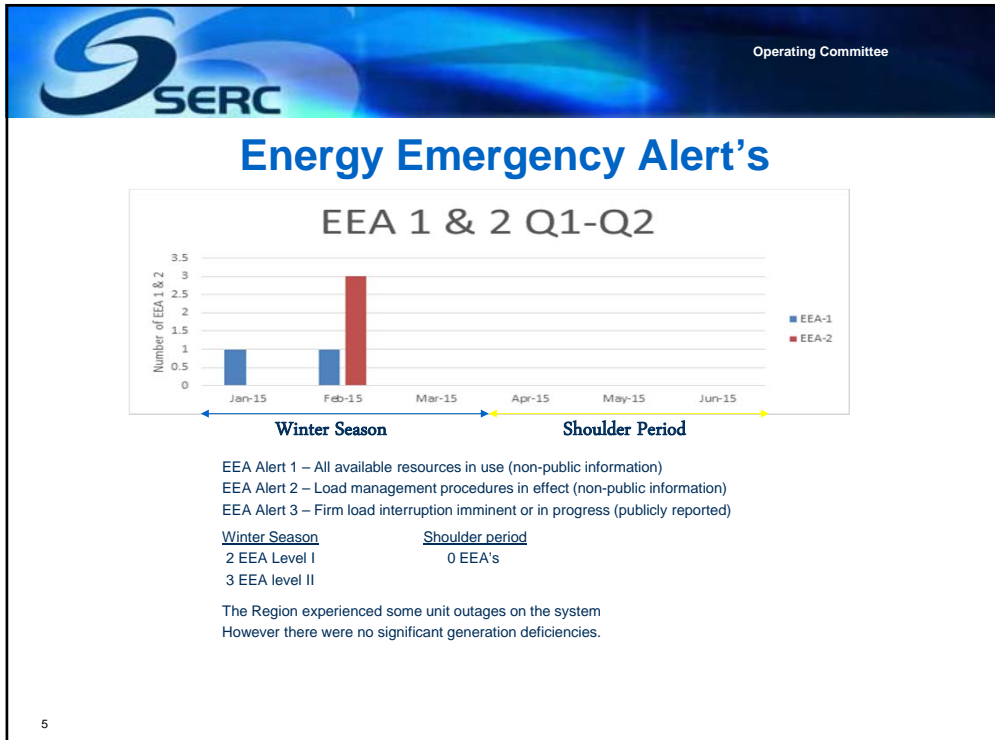 SERC
Operating Committee
Energy Emergency Alert's
EEA 1 & 2 Q1-Q2
Number of EEA 1 & 2
3.5
3
2.5
2
1.5
1
0.5
0
Jan-15 Feb-15 Mar-15 Apr-15 May-15 Jun-15
EEA-1
EEA-2
Winter Season Shoulder Period
EEA Alert 1 – All available resources in use (non-public information)
EEA Alert 2 – Load management procedures in effect (non-public information)
EEA Alert 3 – Firm load interruption imminent or in progress (publicly reported)
Winter Season Shoulder period
2 EEA Level I 0 EEA's
3 EEA level II
The Region experienced some unit outages on the system
However there were no significant generation deficiencies.
5